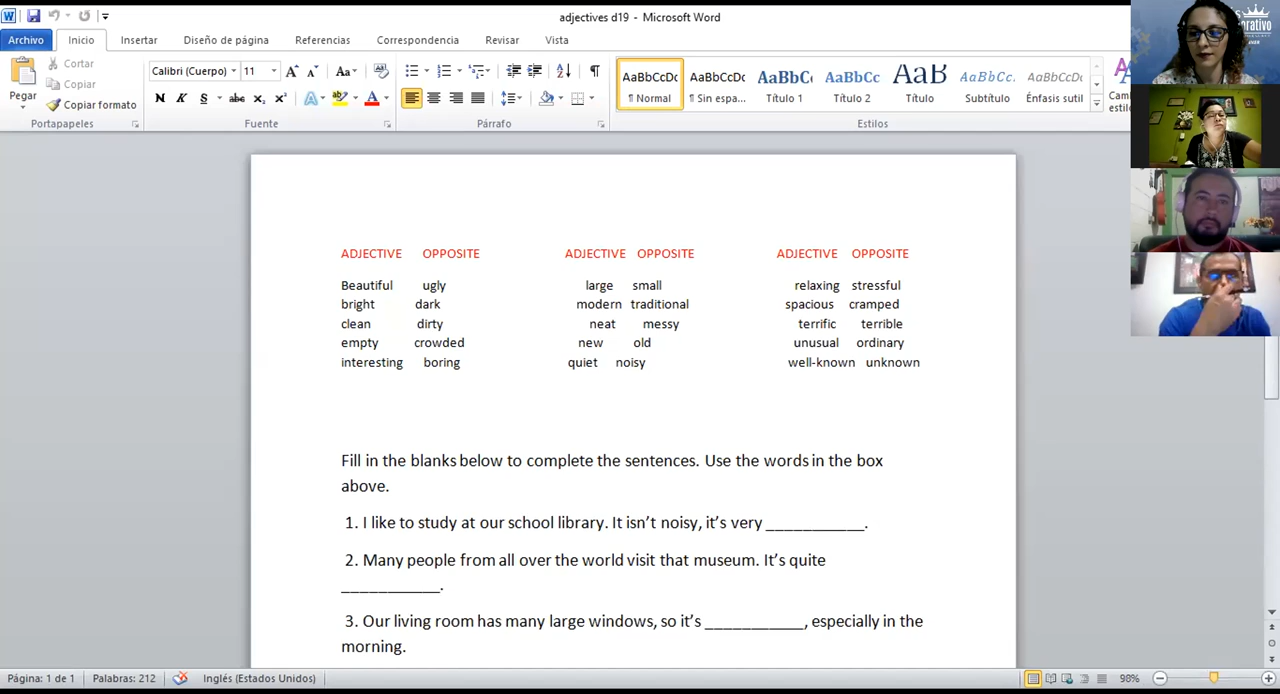 adjectives d19 - Microsoft Word
Archivo Inicio Insertar Diseño de página Referencias Correspondencia Revisar Vista
Pegar
Cortar
Copiar
Copiar formato
Portapapeles
Calibri (Cuerpo) 11
Fuente
Párrafo
AaBbCcDc AaBbCcDc AaBbC AaBbCc AaB AaBbCc. AaBbCcDc
¶ Normal ¶ Sin espa... Título 1 Título 2 Título Subtítulo Énfasis sutil
Estilos
ADJECTIVE OPPOSITE ADJECTIVE OPPOSITE ADJECTIVE OPPOSITE
Beautiful ugly large small relaxing stressful
bright dark modern traditional spacious cramped
clean dirty neat messy terrific terrible
empty crowded new old unusual ordinary
interesting boring quiet noisy well-known unknown
Fill in the blanks below to complete the sentences. Use the words in the box
above.
1. I like to study at our school library. It isn't noisy, it's very ___________.
2. Many people from all over the world visit that museum. It's quite
___________.
3. Our living room has many large windows, so it's ___________, especially in the
morning.
Página: 1 de 1 Palabras: 212 Inglés (Estados Unidos) 98%